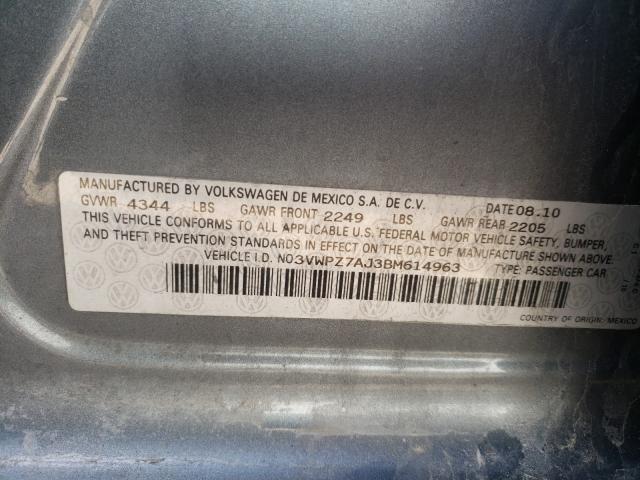 MANUFACTURED BY VOLKSWAGEN DE MEXICO S.A. DE C.V. DATE 08.10
GVWR 4344 LBS GAWR FRONT 2249 LBS GAWR REAR 2205 LBS
THIS VEHICLE CONFORMS TO ALL APPLICABLE U.S. FEDERAL MOTOR VEHICLE SAFETY, BUMPER,
AND THEFT PREVENTION STANDARDS IN EFFECT ON THE DATE OF MANUFACTURE SHOWN ABOVE.
VEHICLE I.D. NO 3VWPZ7AJ3BM614963 TYPE: PASSENGER CAR
COUNTRY OF ORIGIN: MEXICO